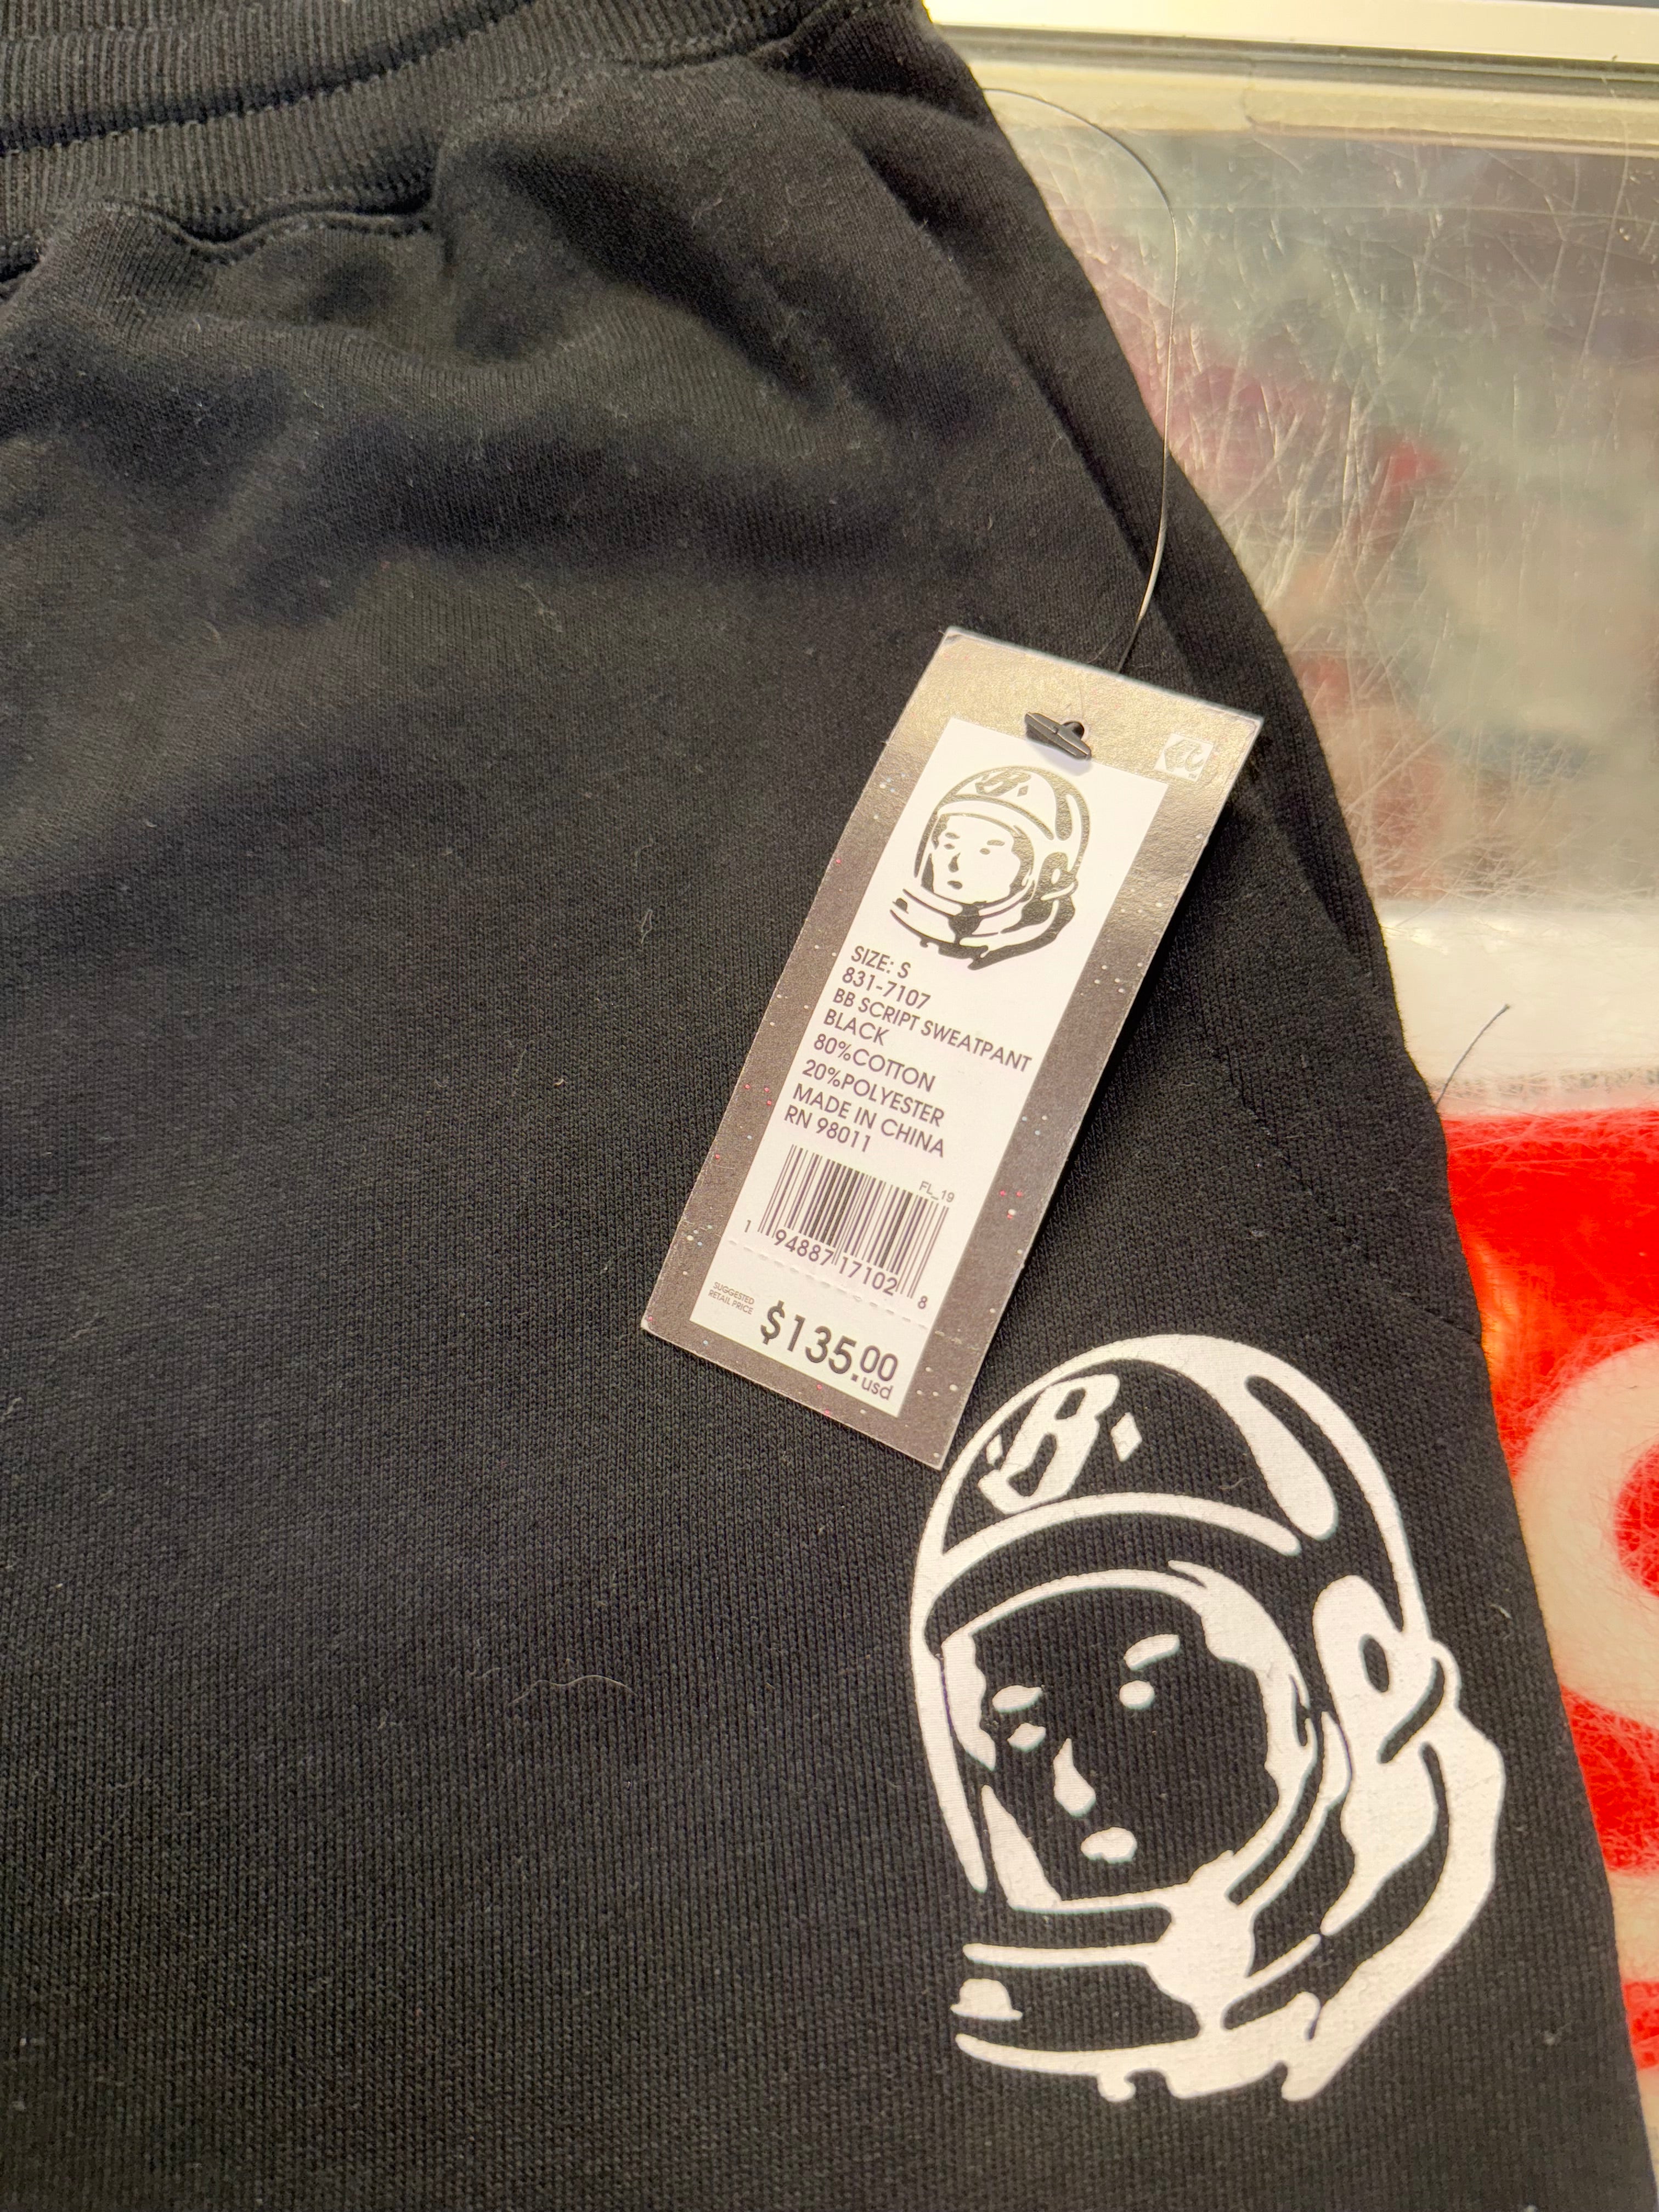 SIZE: S
831-7107
BB SCRIPT SWEATPANT
BLACK
80%COTTON
20%POLYESTER
MADE IN CHINA
RN 98011
FL_19
1 94887 17102 8
SUGGESTED
RETAIL PRICE
$135.00
usd
B